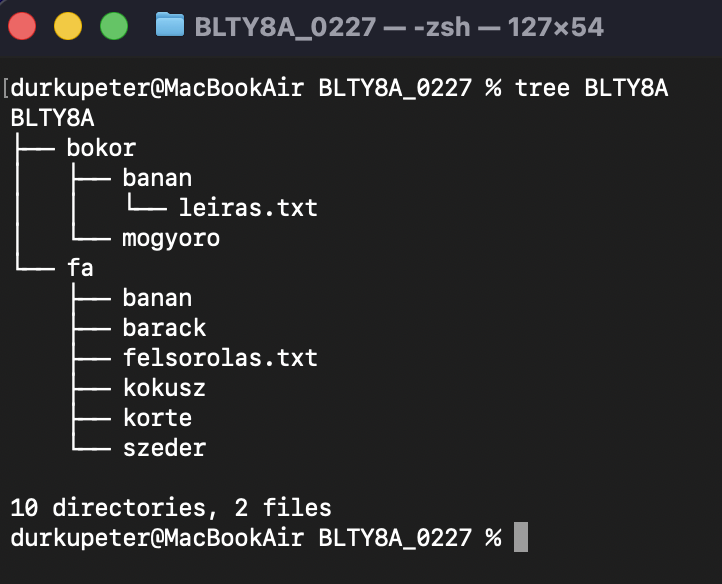 BLTY8A_0227 — -zsh — 127×54
[durkupeter@MacBookAir BLTY8A_0227 % tree BLTY8A
BLTY8A
├── bokor
│   ├── banan
│   │   └── leiras.txt
│   └── mogyoro
└── fa
    ├── banan
    ├── barack
    ├── felsorolas.txt
    ├── kokusz
    ├── korte
    └── szeder
10 directories, 2 files
durkupeter@MacBookAir BLTY8A_0227 %